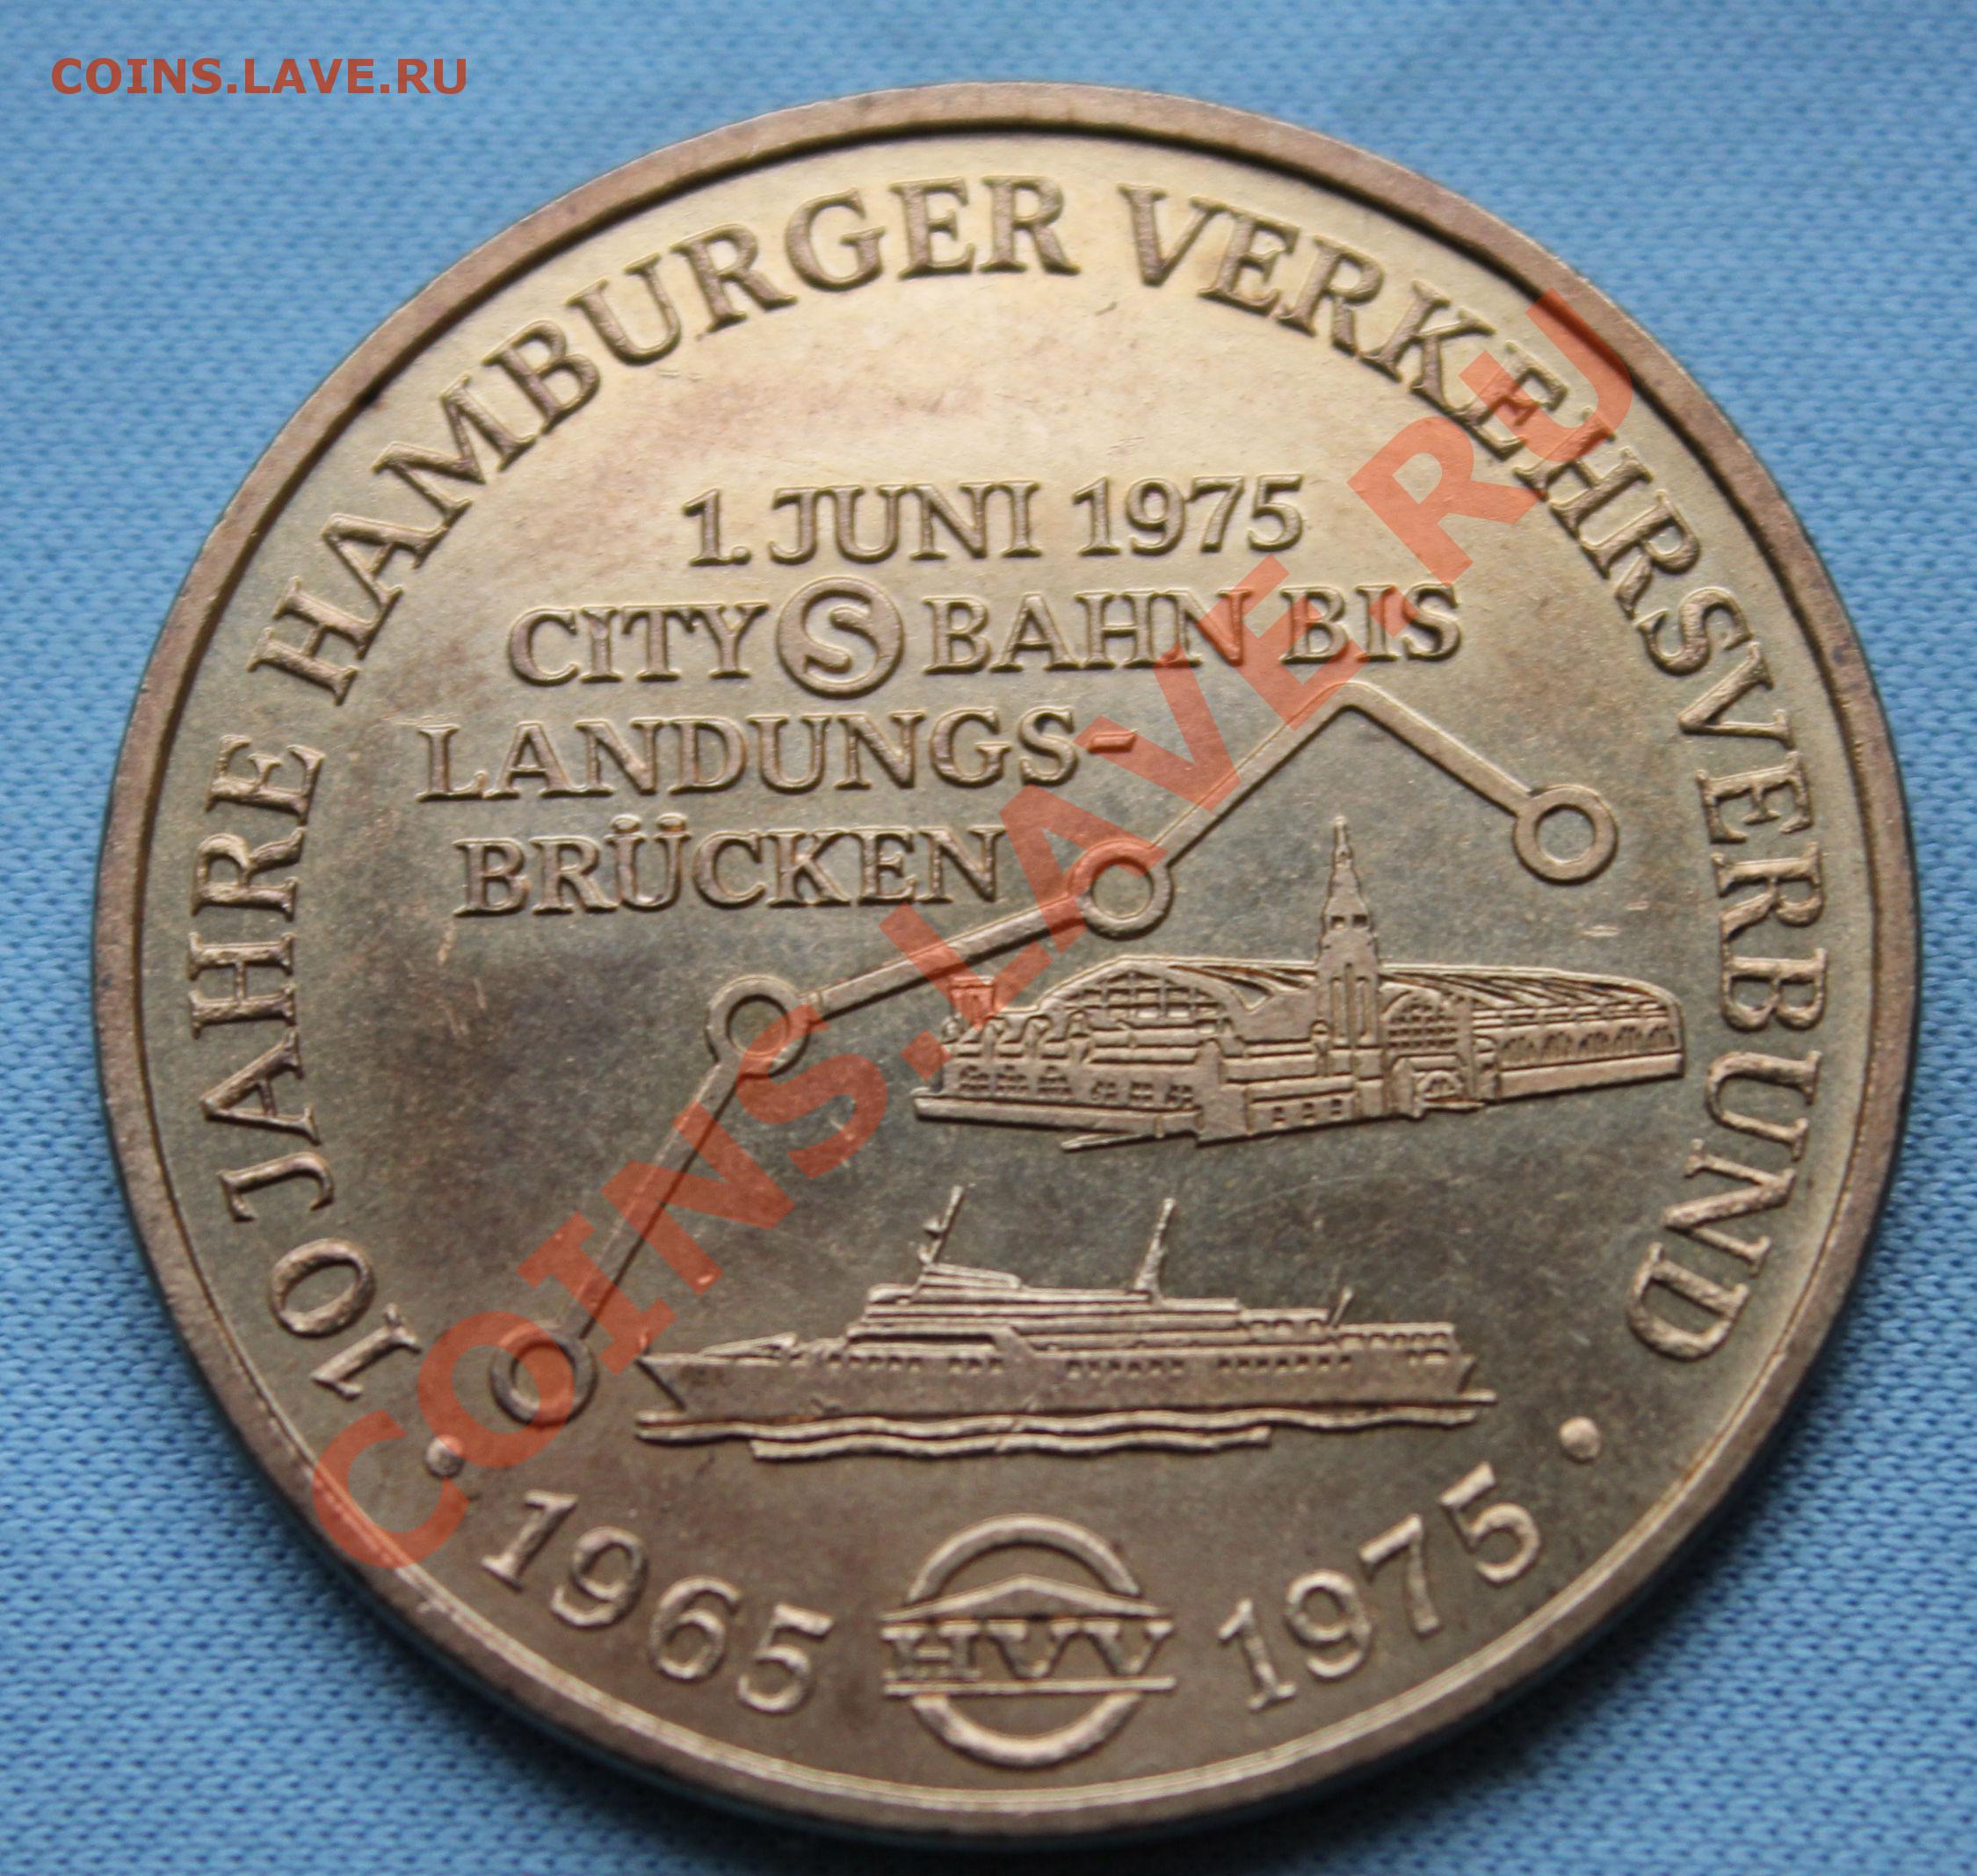 COINS.LAVE.RU
10 JAHRE HAMBURGER VERKEHRSVERBUND
1. JUNI 1975
CITY S BAHN BIS
LANDUNGS-
BRÜCKEN
• 1965
HVV
1975 •
COINS.LAVE.RU